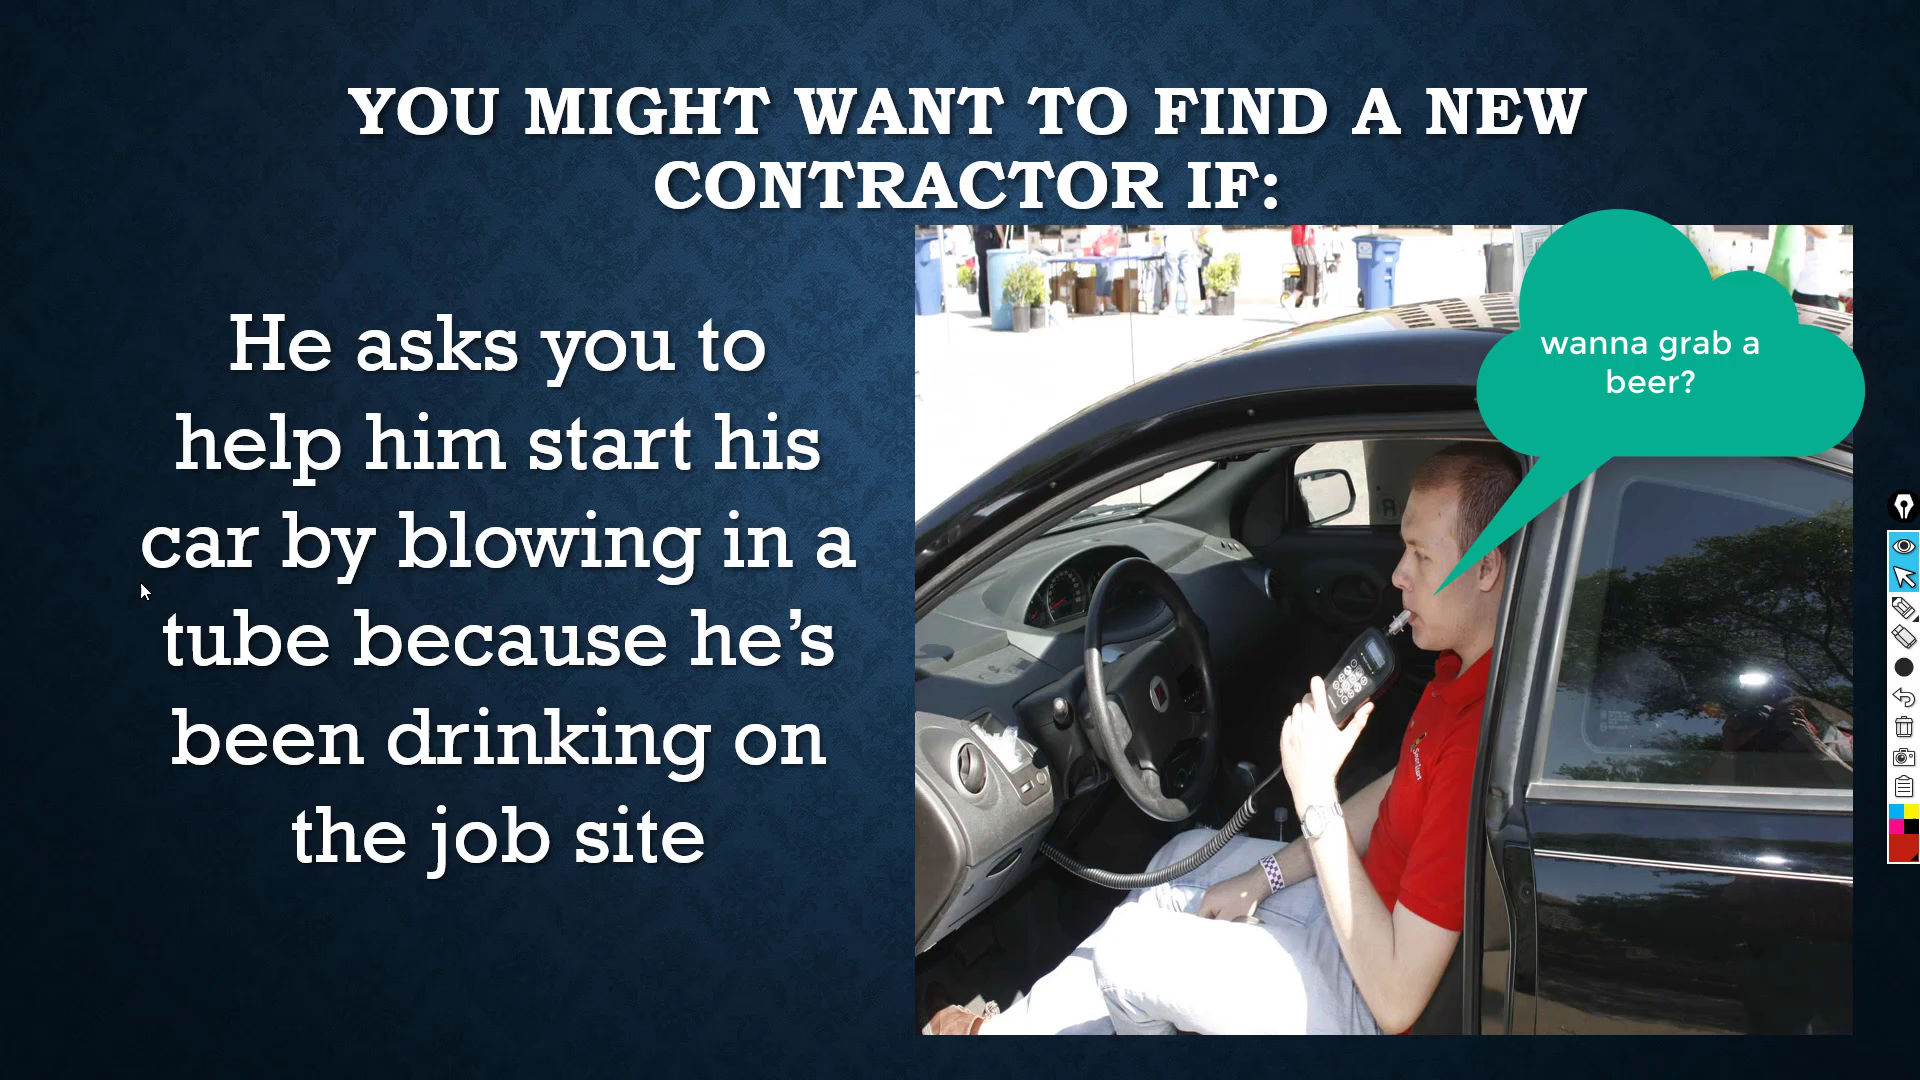 YOU MIGHT WANT TO FIND A NEW
CONTRACTOR IF:
He asks you to
help him start his
car by blowing in a
tube because he’s
been drinking on
the job site
wanna grab a
beer?